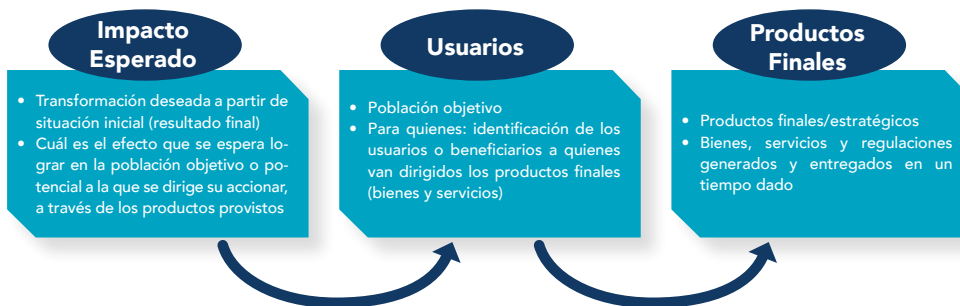 Impacto
Esperado
• Transformación deseada a partir de
situación inicial (resultado final)
• Cuál es el efecto que se espera lo-
grar en la población objetivo o po-
tencial a la que se dirige su accionar,
a través de los productos provistos
Usuarios
• Población objetivo
• Para quienes: identificación de los
usuarios o beneficiarios a quienes
van dirigidos los productos finales
(bienes y servicios)
Productos
Finales
• Productos finales/estratégicos
• Bienes, servicios y regulaciones
generados y entregados en un
tiempo dado